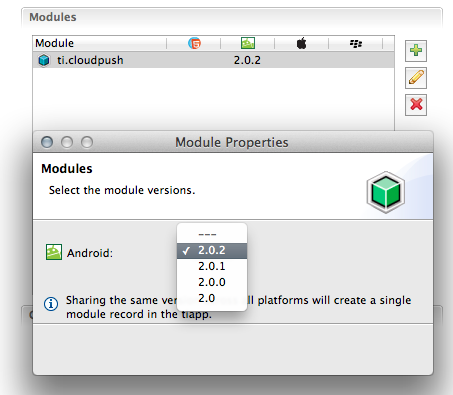 Modules
Module
ti.cloudpush 2.0.2
Module Properties
Modules
Select the module versions.
---
Android: ✓ 2.0.2
2.0.1
2.0.0
2.0
Sharing the same ll platforms will create a single
module record in the tiapp.